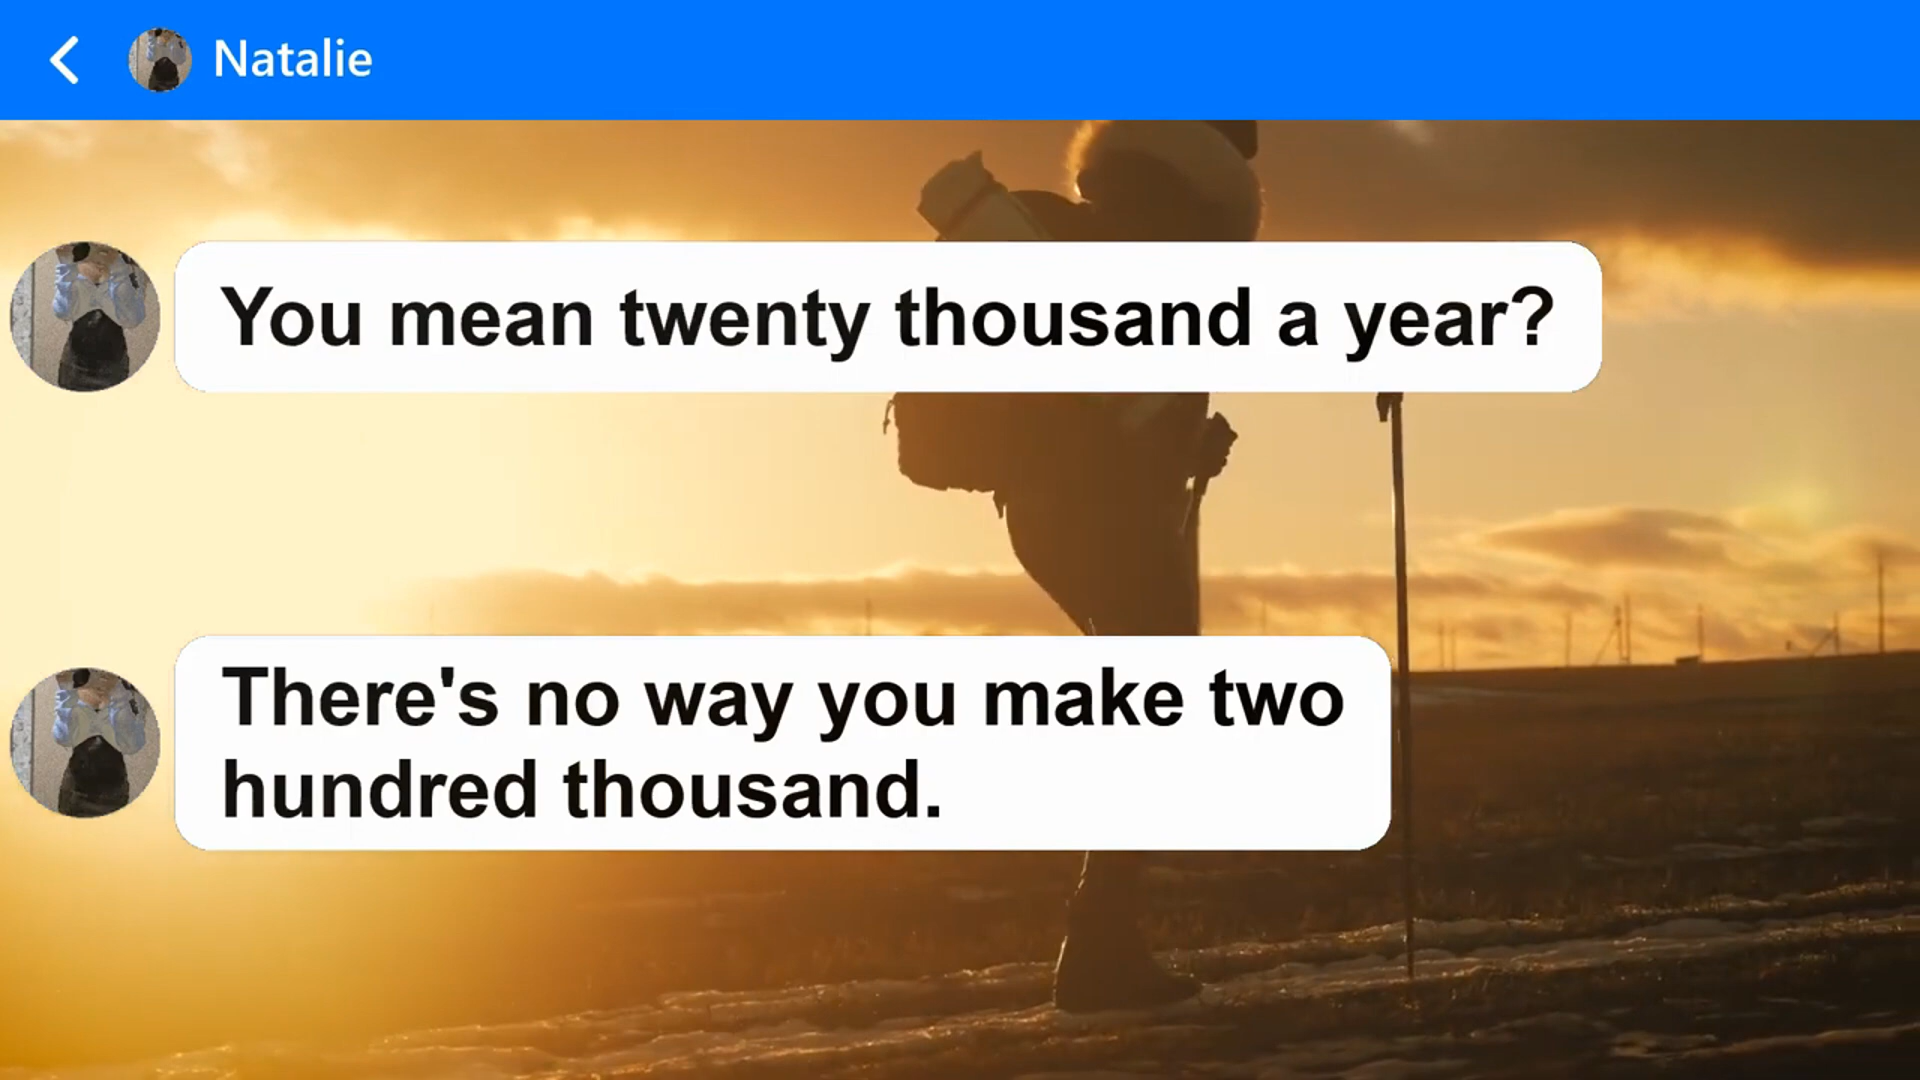 Natalie
You mean twenty thousand a year?
There's no way you make two
hundred thousand.